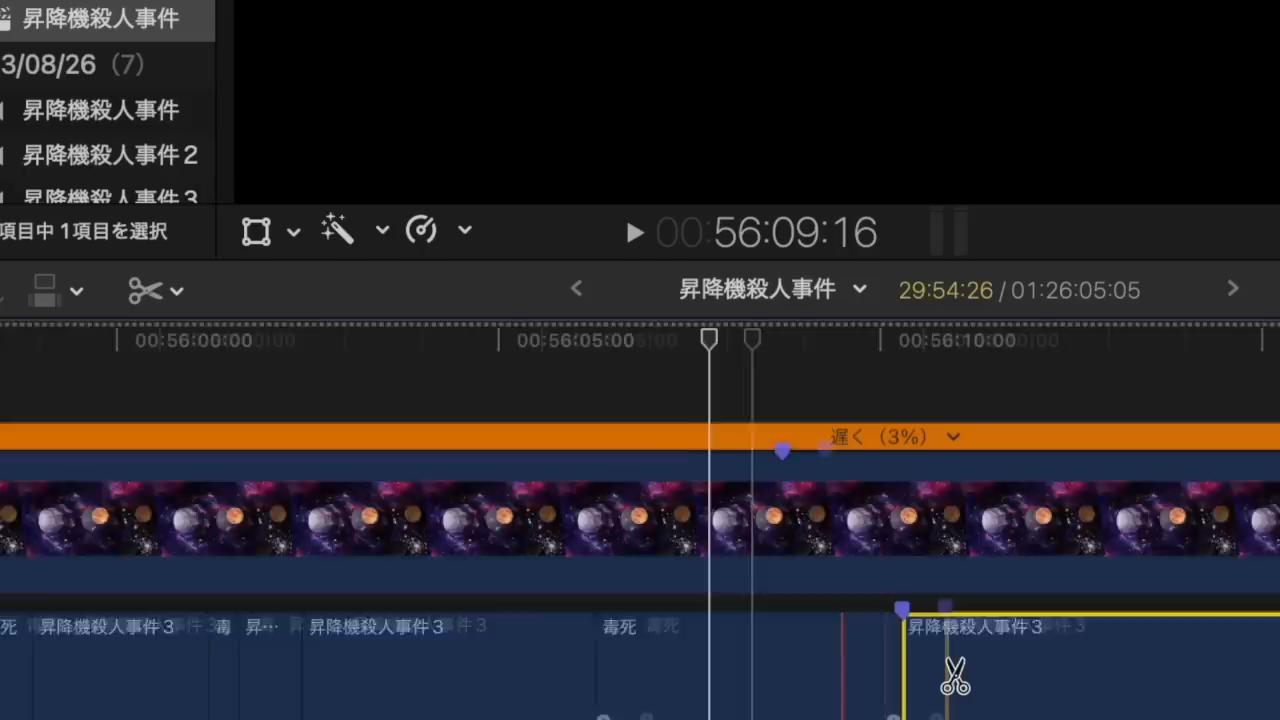 昇降機殺人事件
3/08/26 (7)
昇降機殺人事件
昇降機殺人事件2
昇降機殺人事件3
項目中1項目を選択
00:56:09:16
昇降機殺人事件
29:54:26 / 01:26:05:05
00:56:00:00 00:56:05:00 00:56:10:00
遅く(3%)
死 昇降機殺人事件3 毒 昇… 昇降機殺人事件3 毒死 昇降機殺人事件3